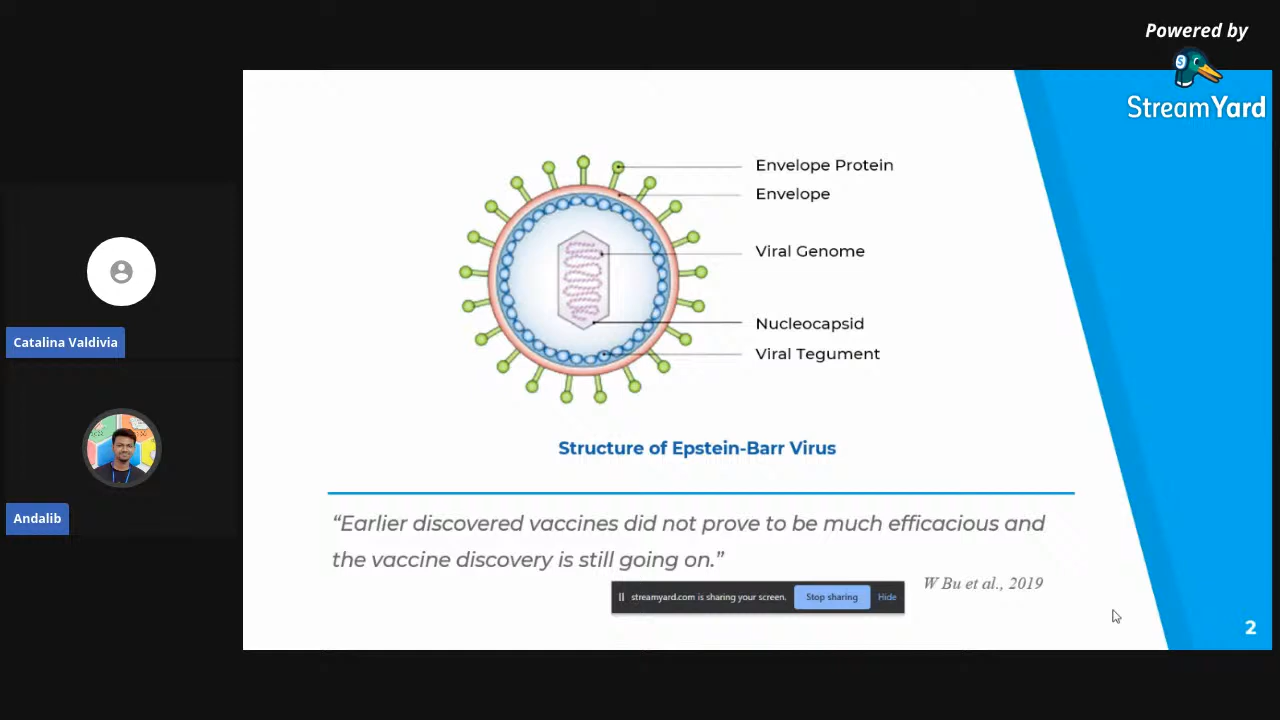 Powered by
StreamYard
Envelope Protein
Envelope
Viral Genome
Nucleocapsid
Viral Tegument
Catalina Valdivia
Structure of Epstein-Barr Virus
Andalib
“Earlier discovered vaccines did not prove to be much efficacious and
the vaccine discovery is still going on.”
W Bu et al., 2019
streamyard.com is sharing your screen. Stop sharing Hide
2